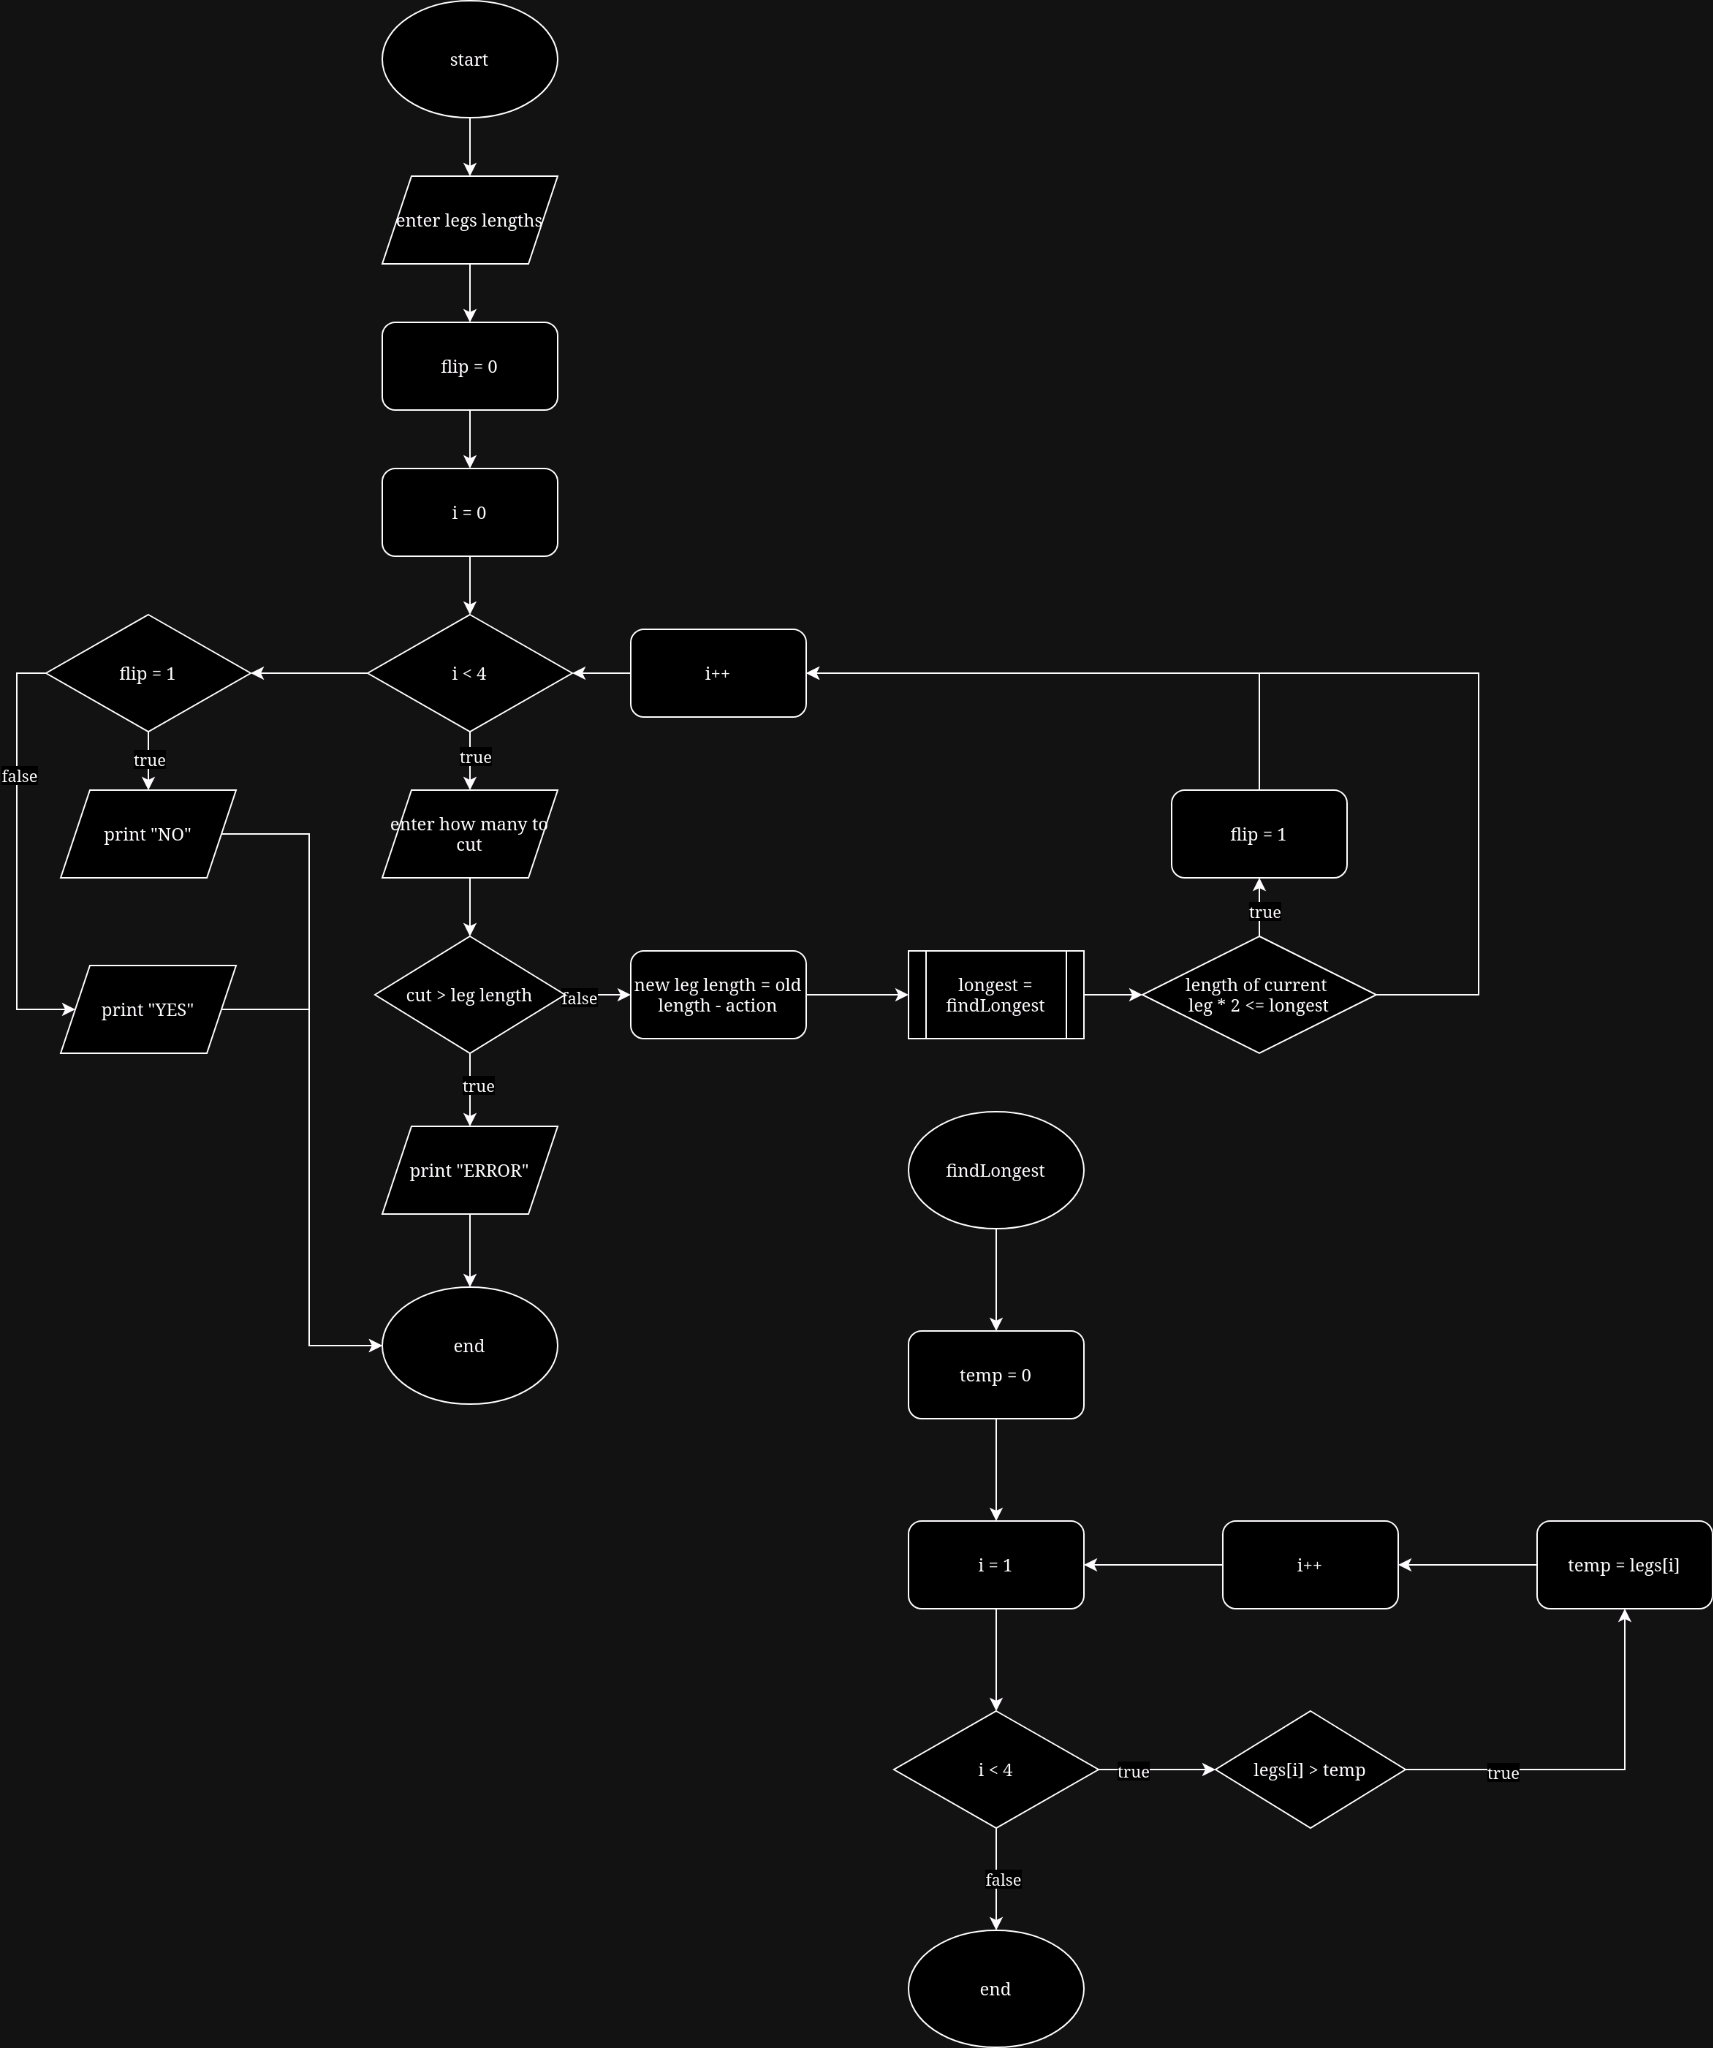 start
enter legs lengths
flip = 0
i = 0
flip = 1
i < 4
i++
true
true
false
print "NO"
enter how many to
cut
flip = 1
true
cut > leg length
false
new leg length = old
length - action
longest =
findLongest
length of current
leg * 2 <= longest
print "YES"
true
print "ERROR"
findLongest
end
temp = 0
i = 1
i++
temp = legs[i]
i < 4
true
legs[i] > temp
true
false
end